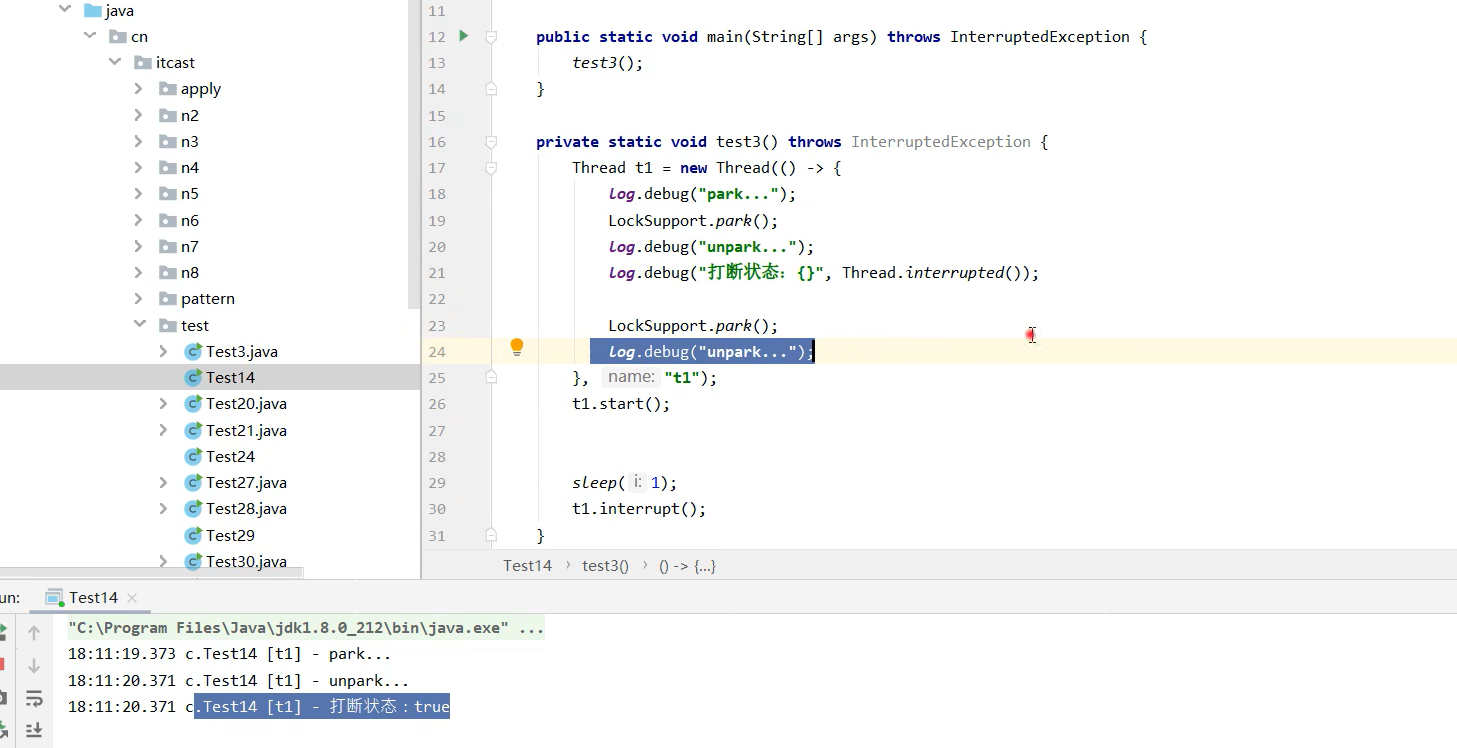 java
cn
itcast
apply
n2
n3
n4
n5
n6
n7
n8
pattern
test
Test3.java
Test14
Test20.java
Test21.java
Test24
Test27.java
Test28.java
Test29
Test30.java
11
12 public static void main(String[] args) throws InterruptedException {
13 test3();
14 }
15
16 private static void test3() throws InterruptedException {
17 Thread t1 = new Thread(() -> {
18 log.debug("park...");
19 LockSupport.park();
20 log.debug("unpark...");
21 log.debug("打断状态：{}", Thread.interrupted());
22
23 LockSupport.park();
24 log.debug("unpark...");
25 }, name: "t1");
26 t1.start();
27
28
29 sleep( i: 1);
30 t1.interrupt();
31 }
Test14 › test3() › () -> {...}
un: Test14 ×
"C:\Program Files\Java\jdk1.8.0_212\bin\java.exe" ...
18:11:19.373 c.Test14 [t1] - park...
18:11:20.371 c.Test14 [t1] - unpark...
18:11:20.371 c.Test14 [t1] - 打断状态：true